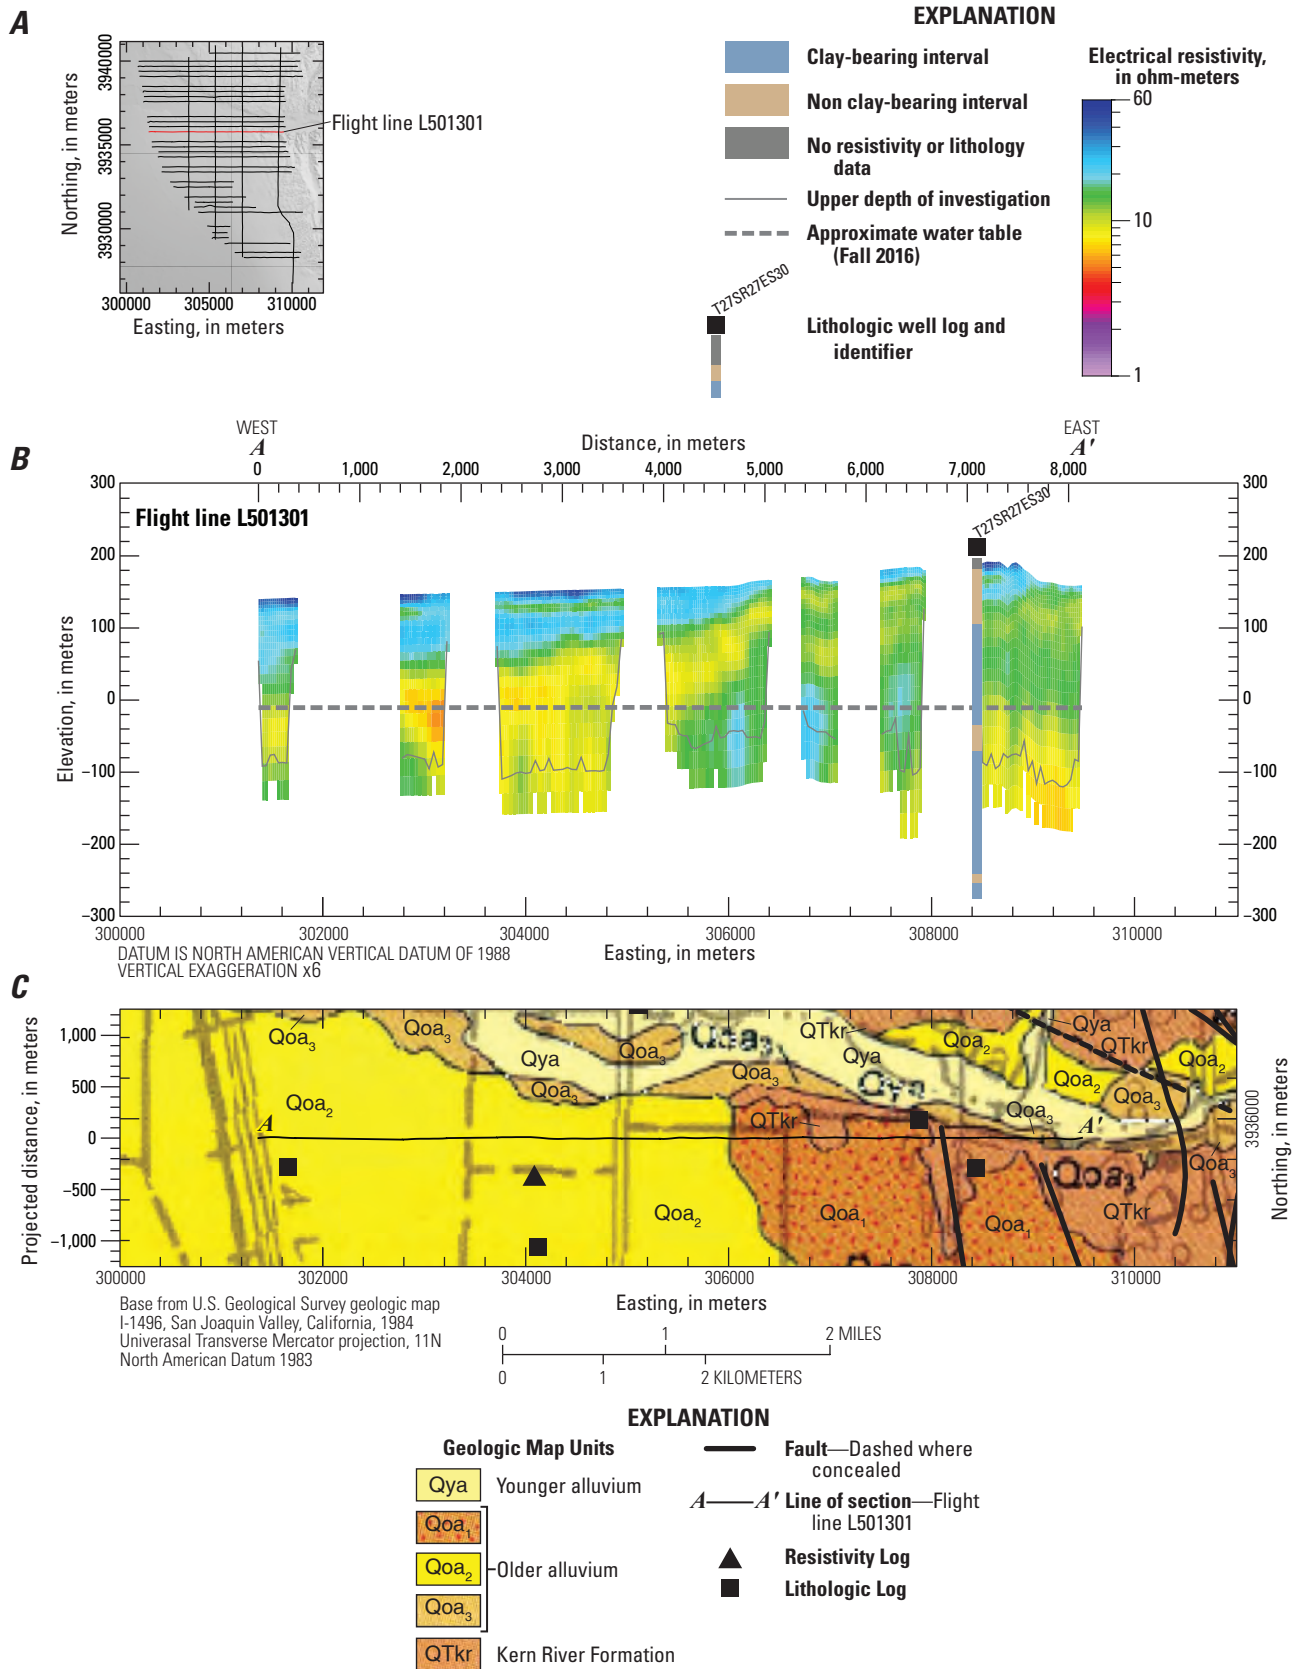 A
Northing, in meters
3940000
3935000
3930000
300000 305000 310000
Easting, in meters
Flight line L501301
EXPLANATION
Clay-bearing interval
Non clay-bearing interval
No resistivity or lithology
data
Upper depth of investigation
Approximate water table
(Fall 2016)
T27SR27ES30
Lithologic well log and
identifier
Electrical resistivity,
in ohm-meters
60
10
1
B
WEST
A
EAST
A'
Distance, in meters
0 1,000 2,000 3,000 4,000 5,000 6,000 7,000 8,000
Flight line L501301
T27SR27ES30
Elevation, in meters
300 300
200 200
100 100
0 0
−100 −100
−200 −200
−300 −300
300000 302000 304000 306000 308000 310000
Easting, in meters
DATUM IS NORTH AMERICAN VERTICAL DATUM OF 1988
VERTICAL EXAGGERATION x6
C
Projected distance, in meters
1,000
500
0
−500
−1,000
Qoa3
Qoa3
Qya
Qoa3
Qoa3
Qoa3
Qoa3
QTkr
Qya
Qya
Qoa2
Qya
QTkr
Qoa2
Qoa2
Qoa3
Qoa3
Qoa2
A
QTkr
A'
Qoa3
Qoa3
Qoa2
Qoa1
Qoa1
QTkr
3936000
Northing, in meters
300000 302000 304000 306000 308000 310000
Easting, in meters
Base from U.S. Geological Survey geologic map
I-1496, San Joaquin Valley, California, 1984
Univerasal Transverse Mercator projection, 11N
North American Datum 1983
0 1 2 MILES
0 1 2 KILOMETERS
EXPLANATION
Geologic Map Units
Qya Younger alluvium
Qoa1
Qoa2 Older alluvium
Qoa3
QTkr Kern River Formation
Fault—Dashed where
concealed
A—A' Line of section—Flight
line L501301
Resistivity Log
Lithologic Log